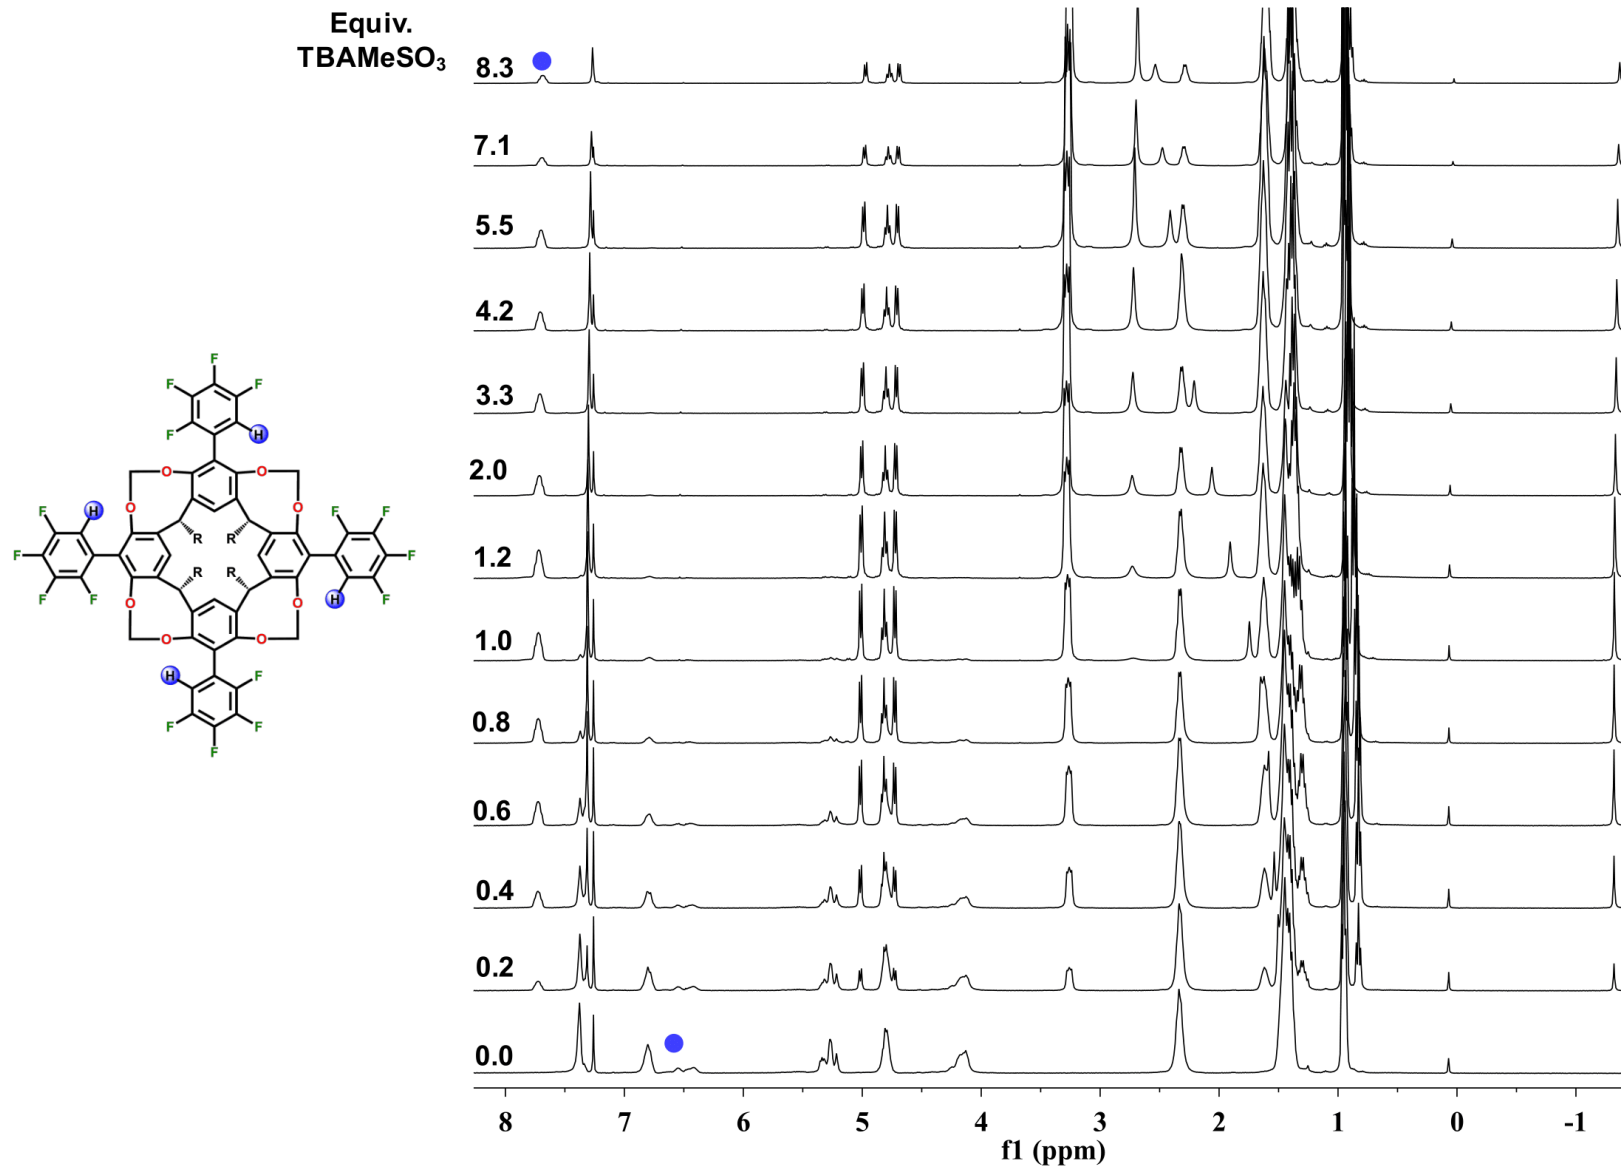 Equiv.
TBAMeSO₃
8.3
7.1
5.5
4.2
3.3
2.0
1.2
1.0
0.8
0.6
0.4
0.2
0.0
F
F F
F H
O O
F H O O F F
F R R F
R R
F F O O H F
O O
H F
F F
F
8 7 6 5 4 3 2 1 0 -1
f1 (ppm)